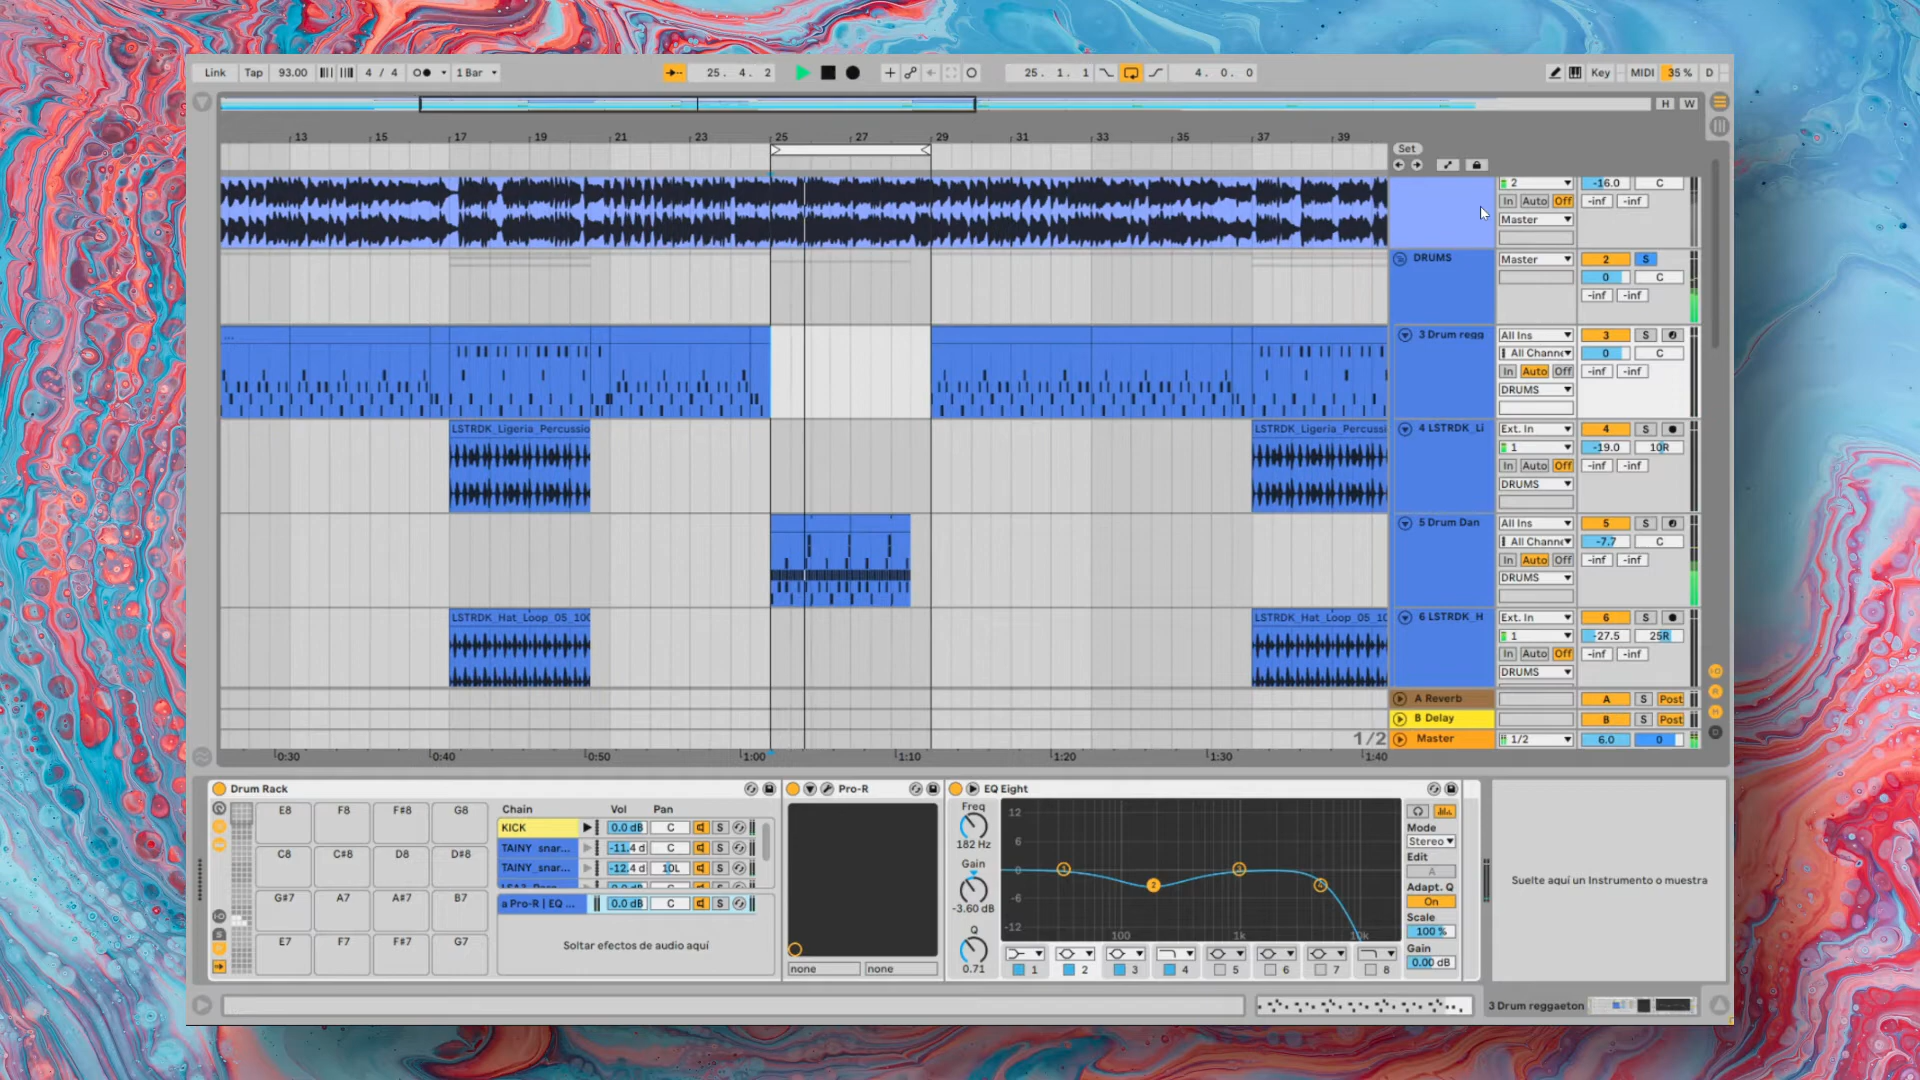 Link Tap 93.00 4 / 4 1 Bar 25. 4. 2 25. 1. 1 4. 0. 0 Key MIDI 35 % D
H W
13 15 17 19 21 23 25 27 29 31 33 35 37 39
Set
2 -16.0 C
In Auto Off -inf -inf
Master
DRUMS Master 2 S
0 C
-inf -inf
3 Drum regg All Ins 3 S
All Channe 0 C
In Auto Off -inf -inf
DRUMS
LSTRDK_Ligeria_Percussio LSTRDK_Ligeria_Percussi 4 LSTRDK_Li Ext. In 4 S
1 -19.0 10R
In Auto Off -inf -inf
DRUMS
5 Drum Dan All Ins 5 S
All Channe -7.7 C
In Auto Off -inf -inf
DRUMS
LSTRDK_Hat_Loop_05_100 LSTRDK_Hat_Loop_05_10 6 LSTRDK_H Ext. In 6 S
1 -27.5 25R
In Auto Off -inf -inf
DRUMS
A Reverb A S Post
B Delay B S Post
1/2 Master 1/2 6.0 0
0:30 0:40 0:50 1:00 1:10 1:20 1:30 1:40
Drum Rack Pro-R EQ Eight
E8 F8 F#8 G8
C8 C#8 D8 D#8
G#7 A7 A#7 B7
E7 F7 F#7 G7
Chain Vol Pan
KICK 0.0 dB C S
TAINY snar... -11.4 d C S
TAINY_snar... -12.4 d 10L S
a Pro-R | EQ ... 0.0 dB C S
Soltar efectos de audio aquí
none none
Freq
182 Hz
Gain
-3.60 dB
Q
0.71
12
6
0
-6
-12
100 1k 10k
1 2 3 4
1 2 3 4 5 6 7 8
Mode
Stereo
Edit
A
Adapt. Q
On
Scale
100 %
Gain
0.00 dB
Suelte aquí un Instrumento o muestra
3 Drum reggaeton